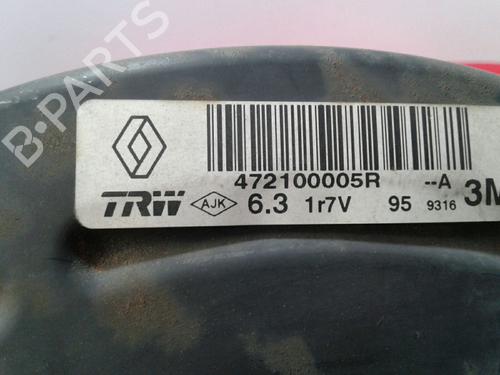 B-PARTS
472100005R --A
TRW AJK 6.3 1r7V 95 9316 3M